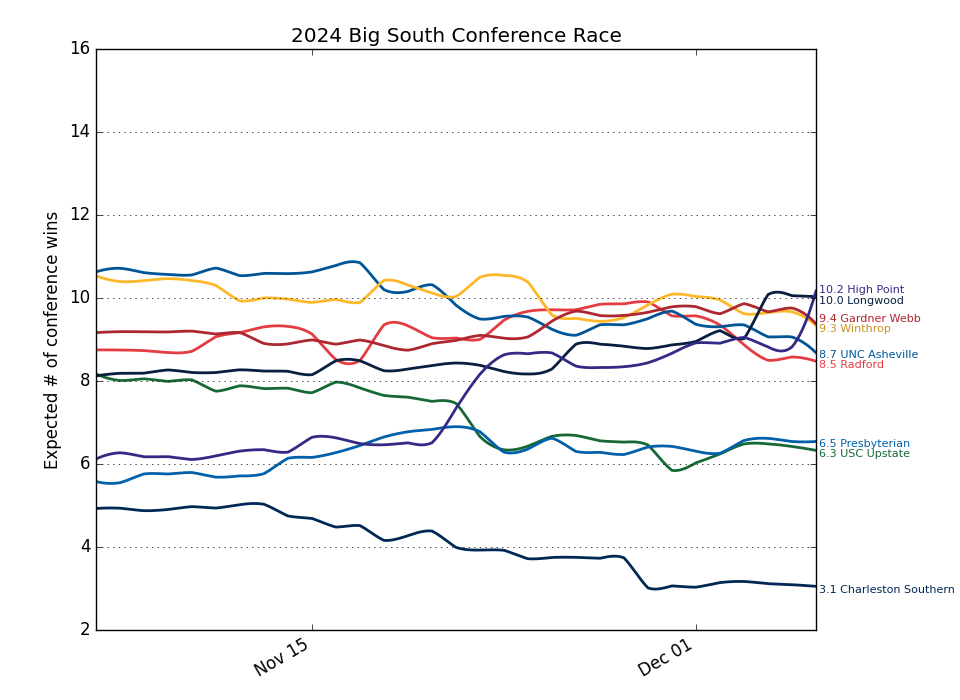 2024 Big South Conference Race
Expected # of conference wins
16
14
12
10
8
6
4
2
Nov 15
Dec 01
10.2 High Point
10.0 Longwood
9.4 Gardner Webb
9.3 Winthrop
8.7 UNC Asheville
8.5 Radford
6.5 Presbyterian
6.3 USC Upstate
3.1 Charleston Southern